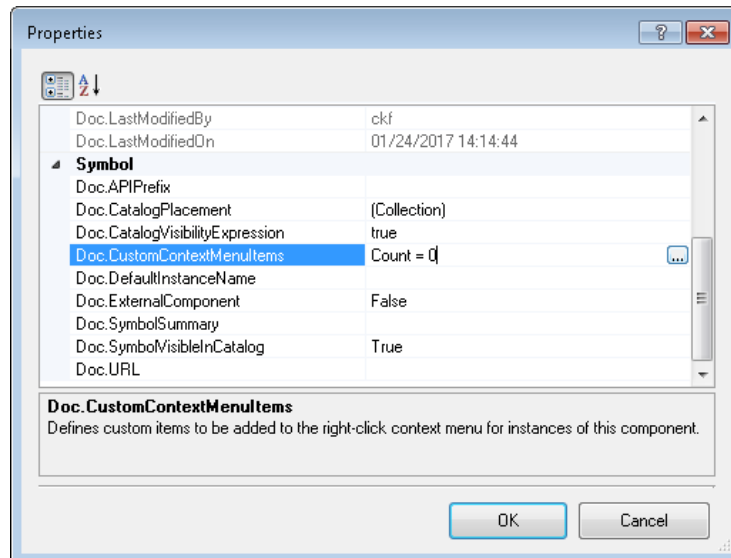 Properties
Doc.LastModifiedBy ckf
Doc.LastModifiedOn 01/24/2017 14:14:44
Symbol
Doc.APIPrefix
Doc.CatalogPlacement (Collection)
Doc.CatalogVisibilityExpression true
Doc.CustomContextMenuItems Count = 0 ...
Doc.DefaultInstanceName
Doc.ExternalComponent False
Doc.SymbolSummary
Doc.SymbolVisibleInCatalog True
Doc.URL
Doc.CustomContextMenuItems
Defines custom items to be added to the right-click context menu for instances of this component.
OK Cancel